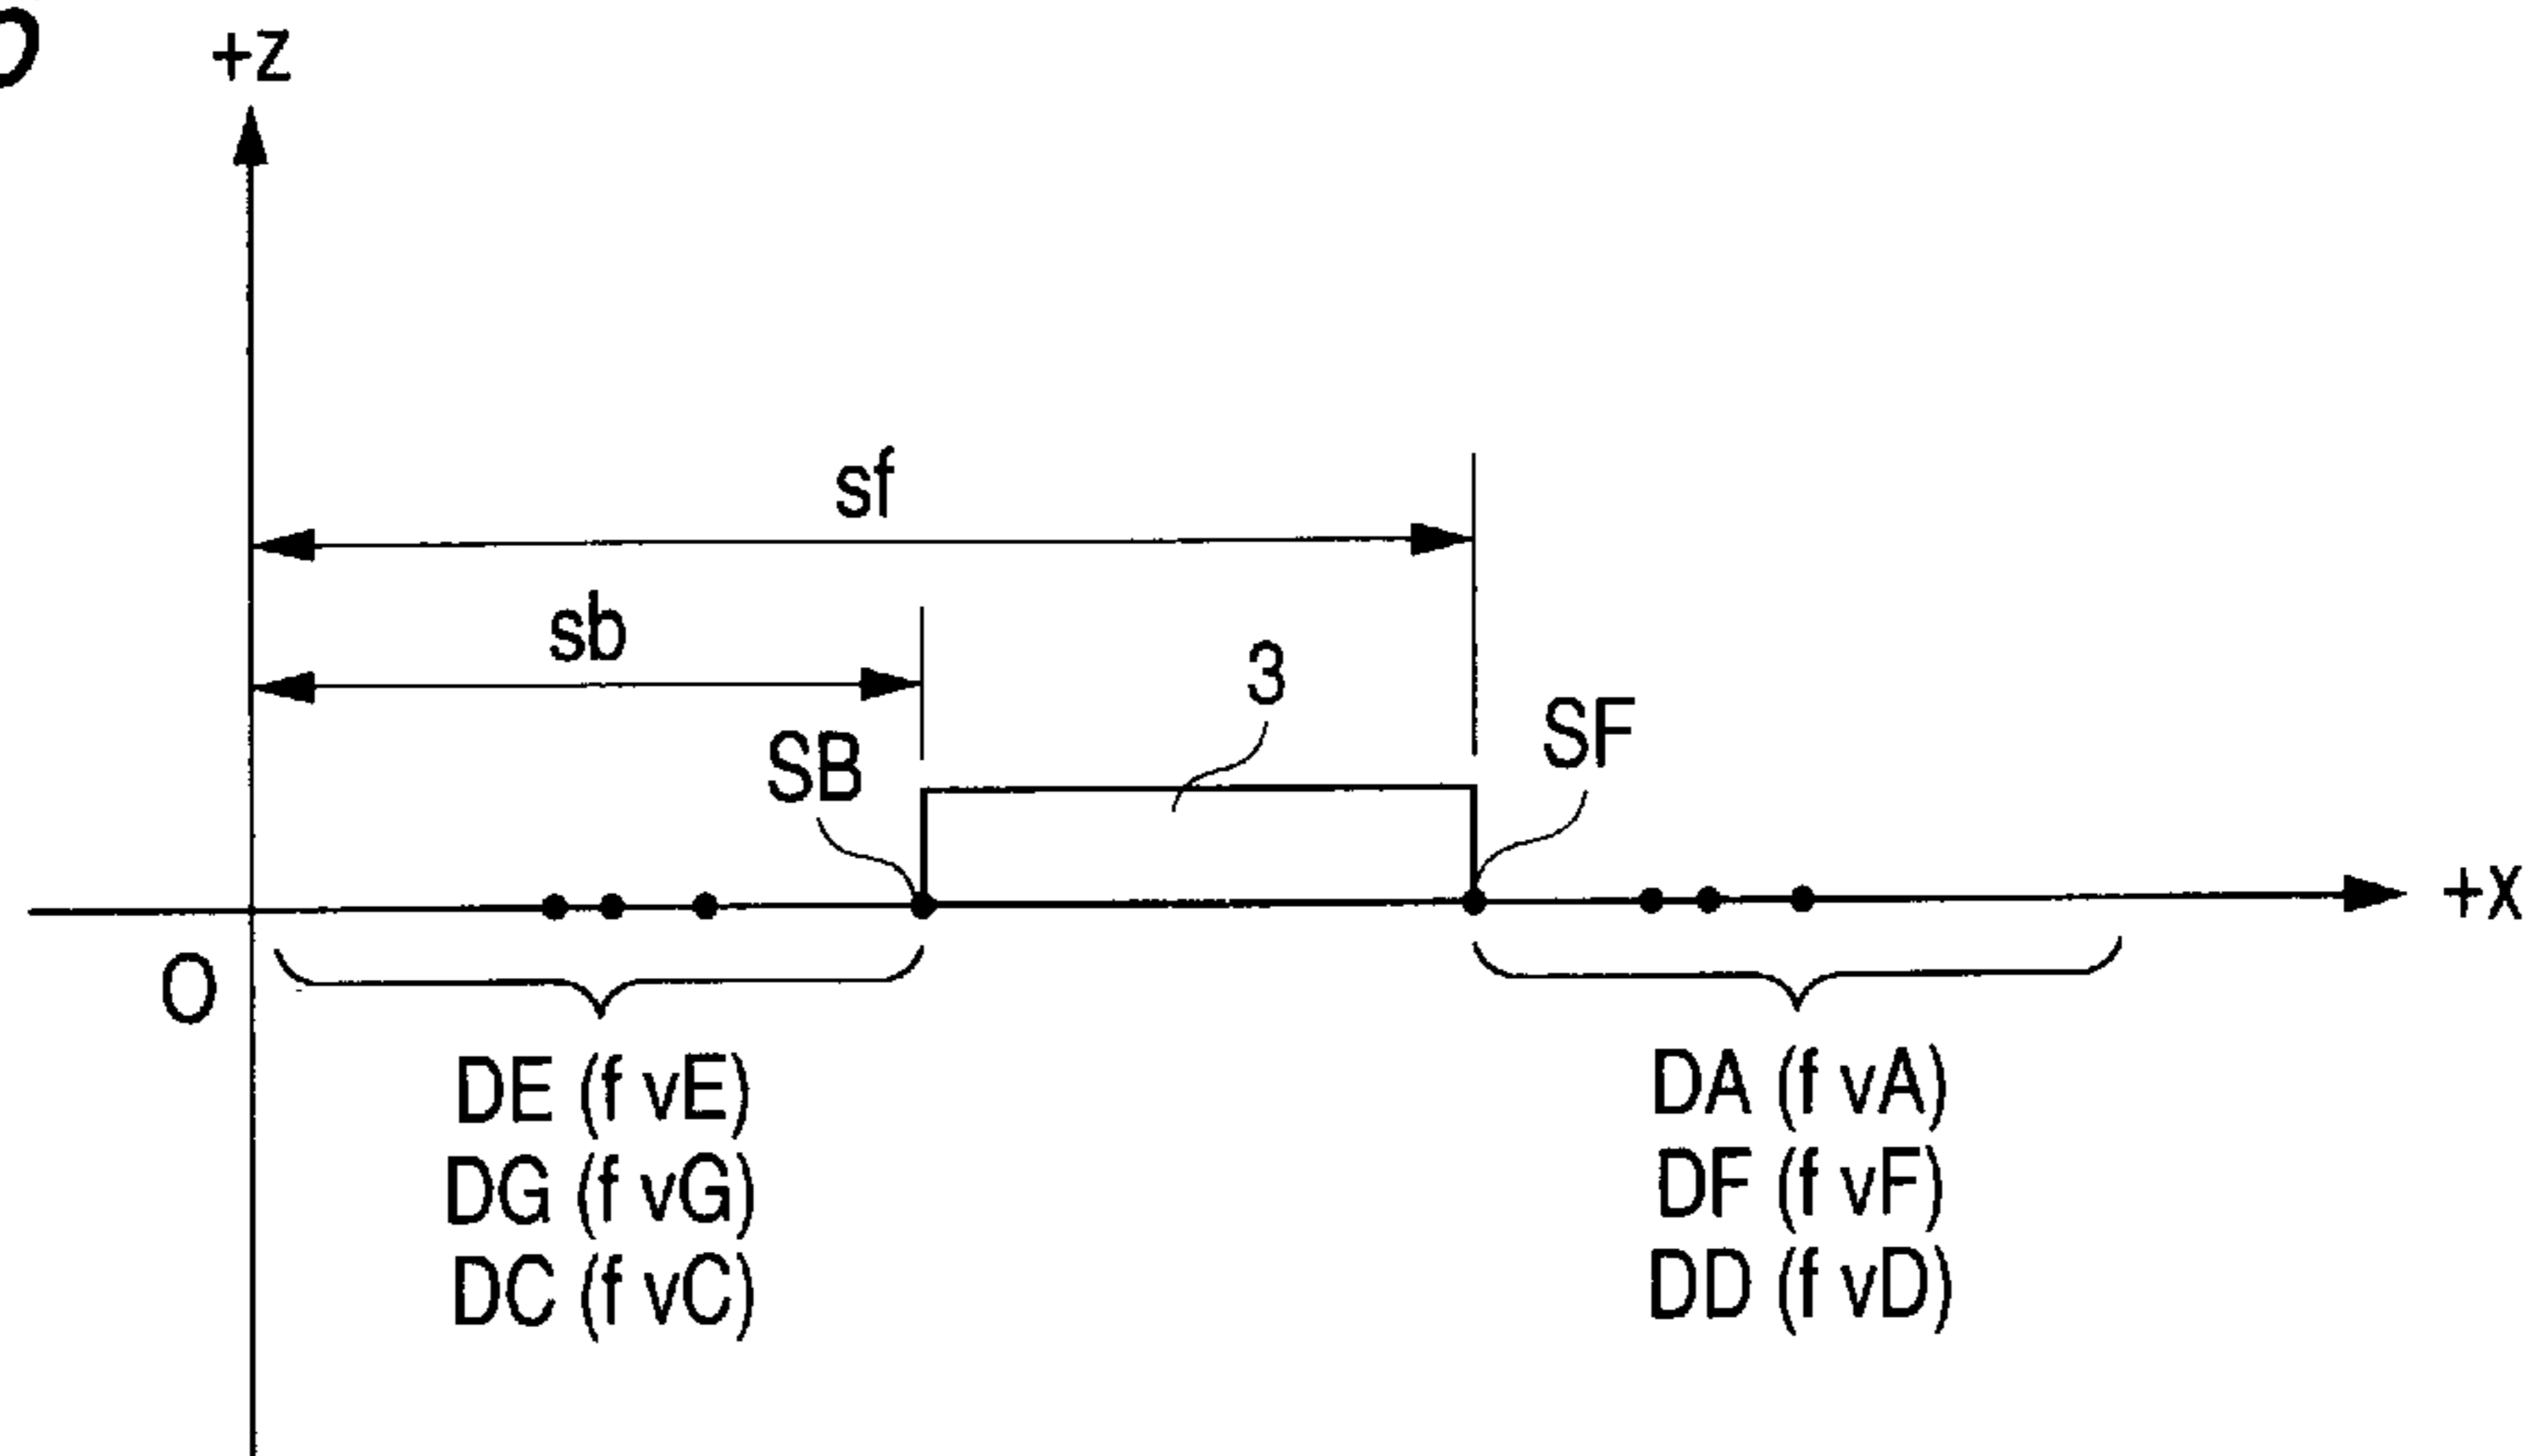 +z
sf
sb
3
SB
SF
+x
O
DE (f vE)
DG (f vG)
DC (f vC)
DA (f vA)
DF (f vF)
DD (f vD)